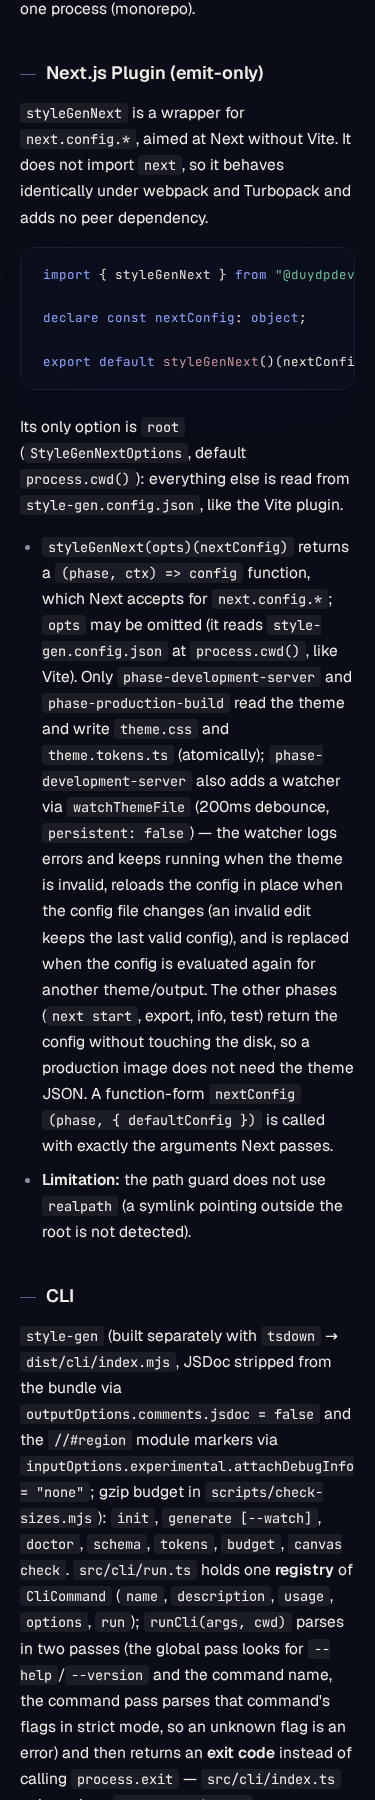 one process (monorepo).
— Next.js Plugin (emit-only)
styleGenNext is a wrapper for
next.config.*, aimed at Next without Vite. It
does not import next, so it behaves
identically under webpack and Turbopack and
adds no peer dependency.
import { styleGenNext } from "@duydpdev
declare const nextConfig: object;
export default styleGenNext()(nextConfi
Its only option is root
(StyleGenNextOptions, default
process.cwd()): everything else is read from
style-gen.config.json, like the Vite plugin.
• styleGenNext(opts)(nextConfig) returns
a (phase, ctx) => config function,
which Next accepts for next.config.*;
opts may be omitted (it reads style-
gen.config.json at process.cwd(), like
Vite). Only phase-development-server and
phase-production-build read the theme
and write theme.css and
theme.tokens.ts (atomically); phase-
development-server also adds a watcher
via watchThemeFile (200ms debounce,
persistent: false) — the watcher logs
errors and keeps running when the theme
is invalid, reloads the config in place when
the config file changes (an invalid edit
keeps the last valid config), and is replaced
when the config is evaluated again for
another theme/output. The other phases
(next start, export, info, test) return the
config without touching the disk, so a
production image does not need the theme
JSON. A function-form nextConfig
(phase, { defaultConfig }) is called
with exactly the arguments Next passes.
• Limitation: the path guard does not use
realpath (a symlink pointing outside the
root is not detected).
— CLI
style-gen (built separately with tsdown →
dist/cli/index.mjs, JSDoc stripped from
the bundle via
outputOptions.comments.jsdoc = false and
the //#region module markers via
inputOptions.experimental.attachDebugInfo
= "none"; gzip budget in scripts/check-
sizes.mjs): init, generate [--watch],
doctor, schema, tokens, budget, canvas
check. src/cli/run.ts holds one registry of
CliCommand (name, description, usage,
options, run); runCli(args, cwd) parses
in two passes (the global pass looks for --
help/--version and the command name,
the command pass parses that command's
flags in strict mode, so an unknown flag is an
error) and then returns an exit code instead of
calling process.exit — src/cli/index.ts